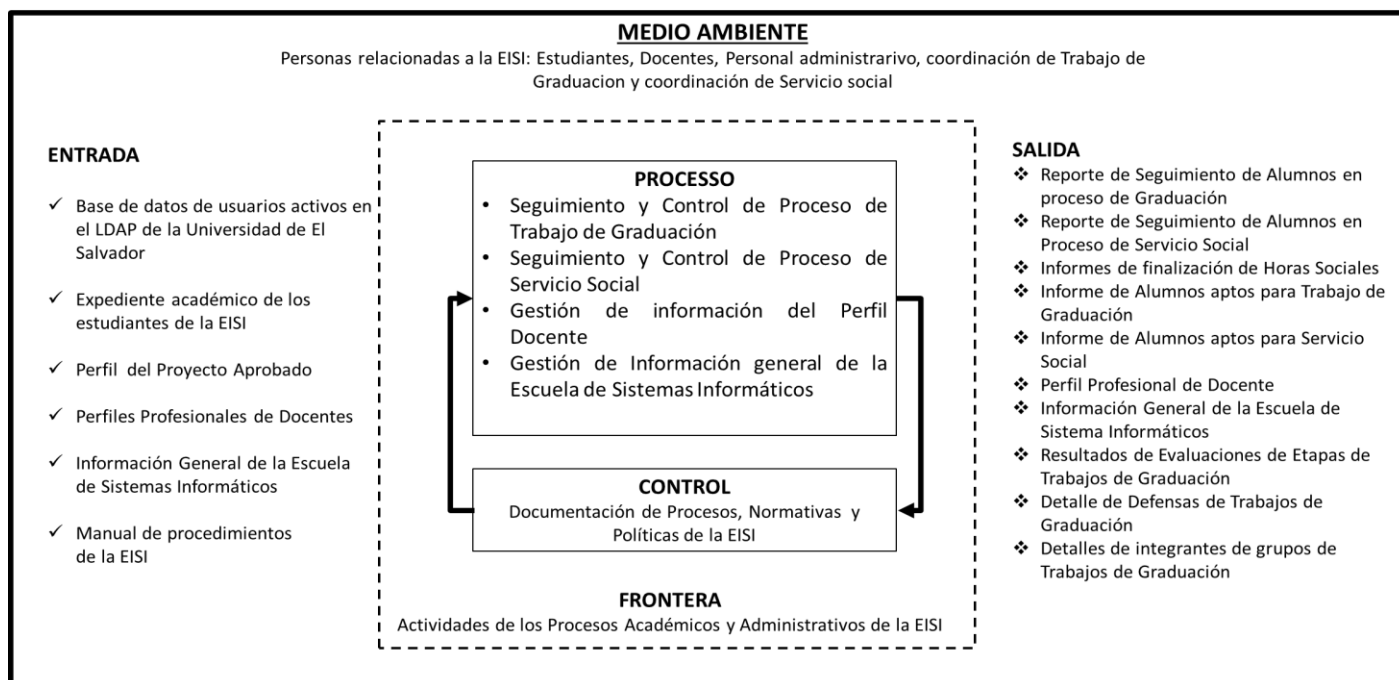 MEDIO AMBIENTE
Personas relacionadas a la EISI: Estudiantes, Docentes, Personal administrarivo, coordinación de Trabajo de
Graduacion y coordinación de Servicio social
ENTRADA
✓ Base de datos de usuarios activos en
el LDAP de la Universidad de El
Salvador
✓ Expediente académico de los
estudiantes de la EISI
✓ Perfil del Proyecto Aprobado
✓ Perfiles Profesionales de Docentes
✓ Información General de la Escuela
de Sistemas Informáticos
✓ Manual de procedimientos
de la EISI
PROCESSO
• Seguimiento y Control de Proceso de
Trabajo de Graduación
• Seguimiento y Control de Proceso de
Servicio Social
• Gestión de información del Perfil
Docente
• Gestión de Información general de la
Escuela de Sistemas Informáticos
CONTROL
Documentación de Procesos, Normativas y
Políticas de la EISI
FRONTERA
Actividades de los Procesos Académicos y Administrativos de la EISI
SALIDA
❖ Reporte de Seguimiento de Alumnos en
proceso de Graduación
❖ Reporte de Seguimiento de Alumnos en
Proceso de Servicio Social
❖ Informes de finalización de Horas Sociales
❖ Informe de Alumnos aptos para Trabajo de
Graduación
❖ Informe de Alumnos aptos para Servicio
Social
❖ Perfil Profesional de Docente
❖ Información General de la Escuela de
Sistema Informáticos
❖ Resultados de Evaluaciones de Etapas de
Trabajos de Graduación
❖ Detalle de Defensas de Trabajos de
Graduación
❖ Detalles de integrantes de grupos de
Trabajos de Graduación